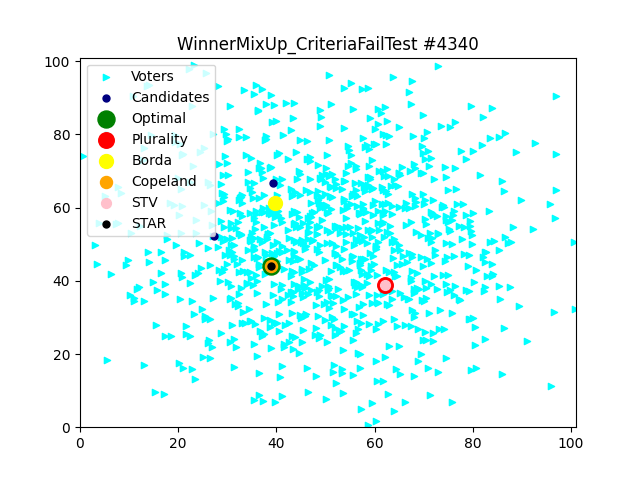 WinnerMixUp_CriteriaFailTest #4340
100
80
60
40
20
0
0
20
40
60
80
100
Voters
Candidates
Optimal
Plurality
Borda
Copeland
STV
STAR